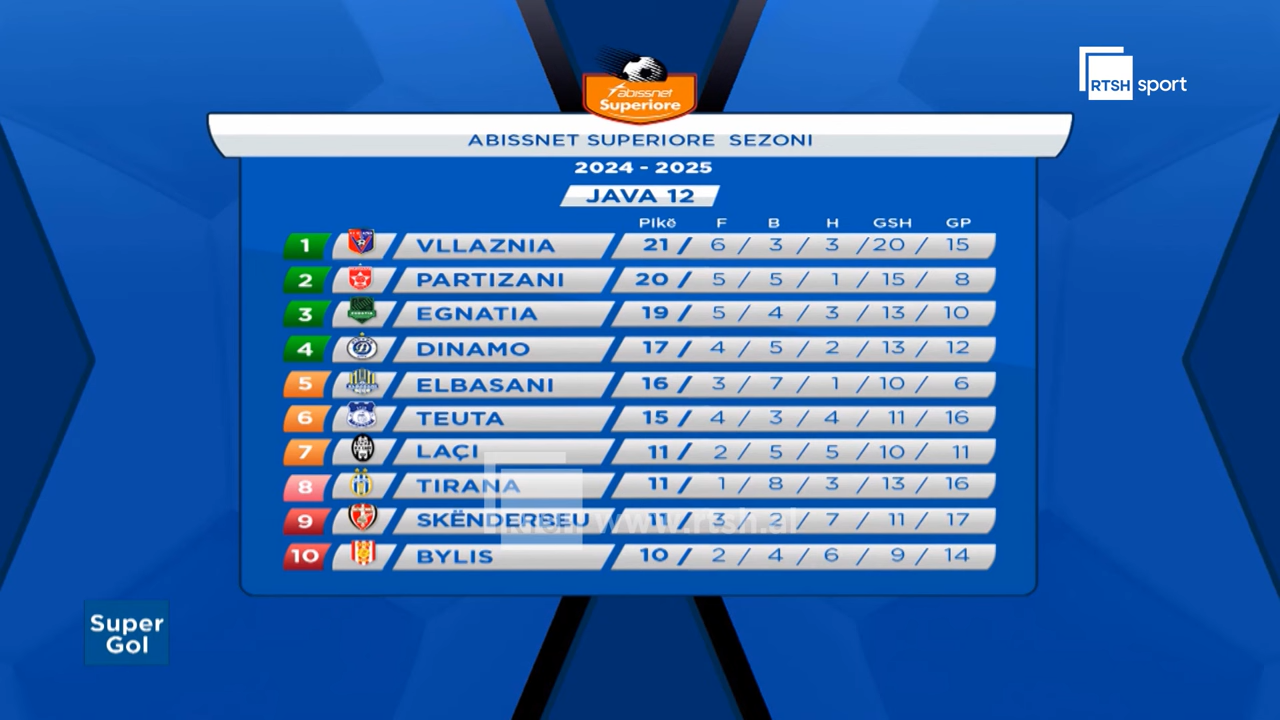 RTSH sport
abissnet
Superiore
ABISSNET SUPERIORE SEZONI
2024 - 2025
JAVA 12
Pikë F B H GSH GP
1 VLLAZNIA 21 / 6 / 3 / 3 / 20 / 15
2 PARTIZANI 20 / 5 / 5 / 1 / 15 / 8
3 EGNATIA 19 / 5 / 4 / 3 / 13 / 10
4 DINAMO 17 / 4 / 5 / 2 / 13 / 12
5 ELBASANI 16 / 3 / 7 / 1 / 10 / 6
6 TEUTA 15 / 4 / 3 / 4 / 11 / 16
7 LAÇI 11 / 2 / 5 / 5 / 10 / 11
8 TIRANA 11 / 1 / 8 / 3 / 13 / 16
9 SKËNDERBEU 11 / 3 / 2 / 7 / 11 / 17
www.rtsh.al
10 BYLIS 10 / 2 / 4 / 6 / 9 / 14
Super
Gol